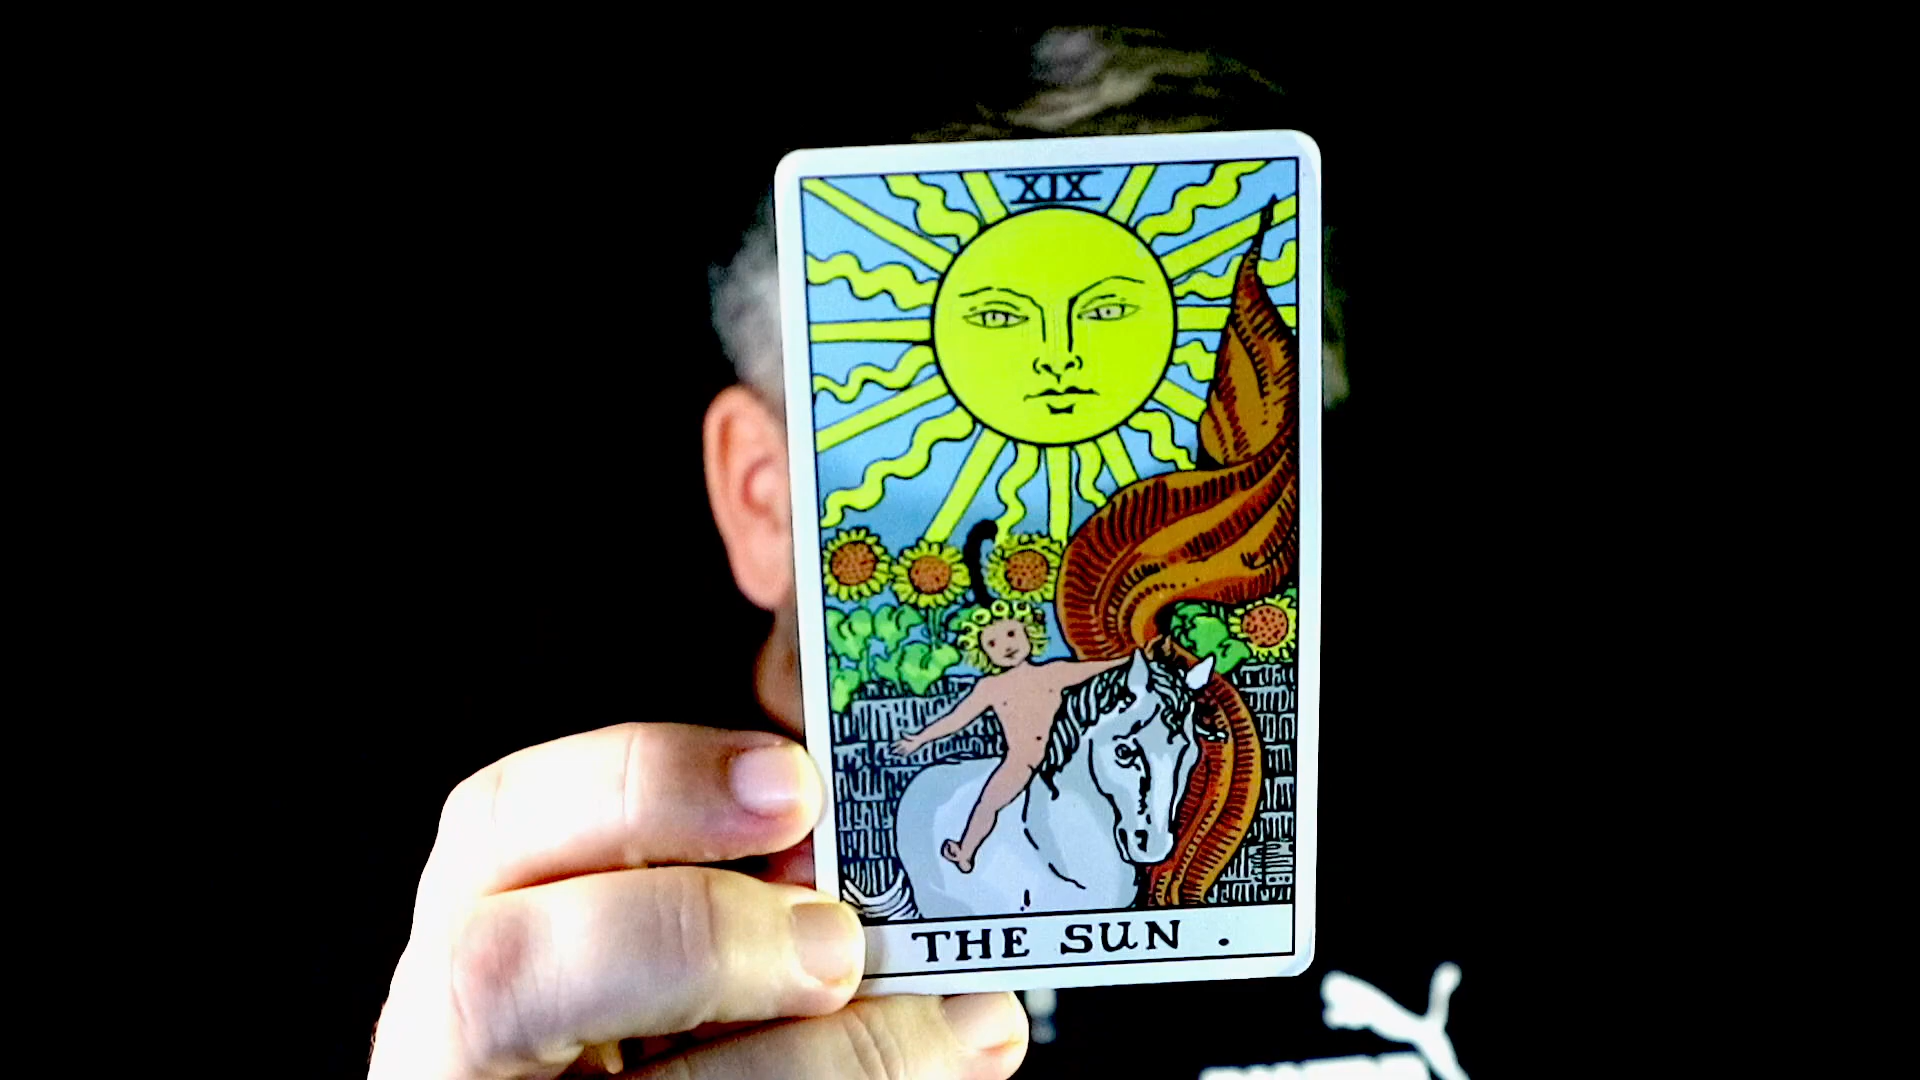 XIX
THE SUN .